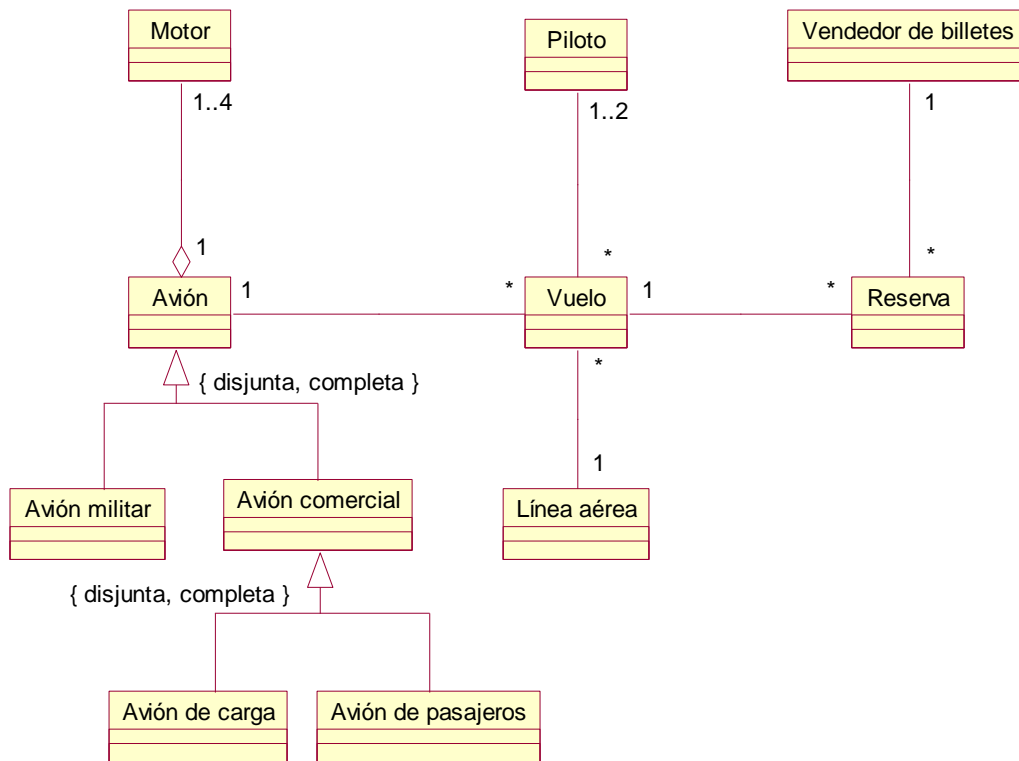 Motor
Piloto
Vendedor de billetes
1..4
1..2
1
1
*
*
Avión
1
*
Vuelo
1
*
Reserva
{ disjunta, completa }
*
1
Avión militar
Avión comercial
Línea aérea
{ disjunta, completa }
Avión de carga
Avión de pasajeros